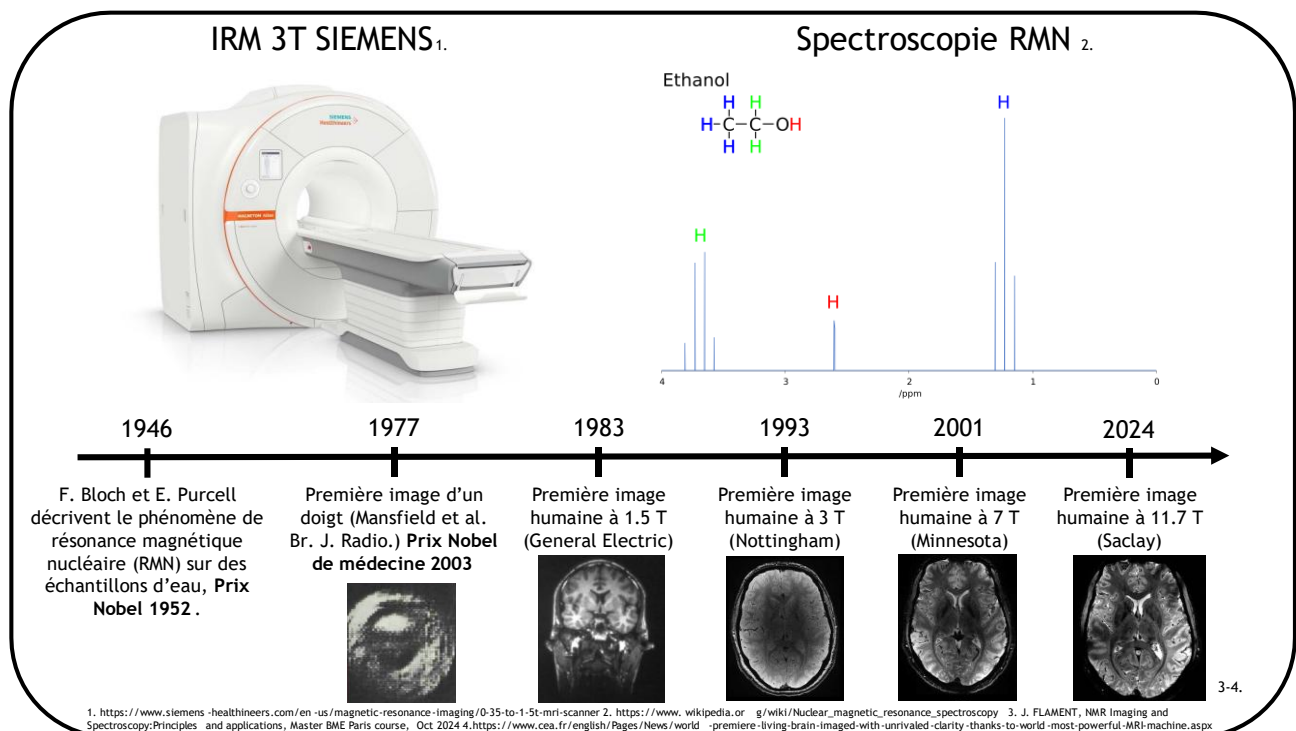 IRM 3T SIEMENS 1.
Spectroscopie RMN 2.
SIEMENS
Healthineers
Ethanol
H H
H-C-C-OH
H H
H
H
H
4 3 2 1 0
/ppm
1946
1977
1983
1993
2001
2024
F. Bloch et E. Purcell
décrivent le phénomène de
résonance magnétique
nucléaire (RMN) sur des
échantillons d'eau, Prix
Nobel 1952 .
Première image d'un
doigt (Mansfield et al.
Br. J. Radio.) Prix Nobel
de médecine 2003
Première image
humaine à 1.5 T
(General Electric)
Première image
humaine à 3 T
(Nottingham)
Première image
humaine à 7 T
(Minnesota)
Première image
humaine à 11.7 T
(Saclay)
3-4.
1. https://www.siemens -healthineers.com/en -us/magnetic-resonance-imaging/0-35-to-1-5t-mri-scanner 2. https://www. wikipedia.or g/wiki/Nuclear_magnetic_resonance_spectroscopy 3. J. FLAMENT, NMR Imaging and
Spectroscopy:Principles and applications, Master BME Paris course, Oct 2024 4.https://www.cea.fr/english/Pages/News/world -premiere-living-brain-imaged-with-unrivaled-clarity-thanks-to-world -most-powerful-MRI-machine.aspx